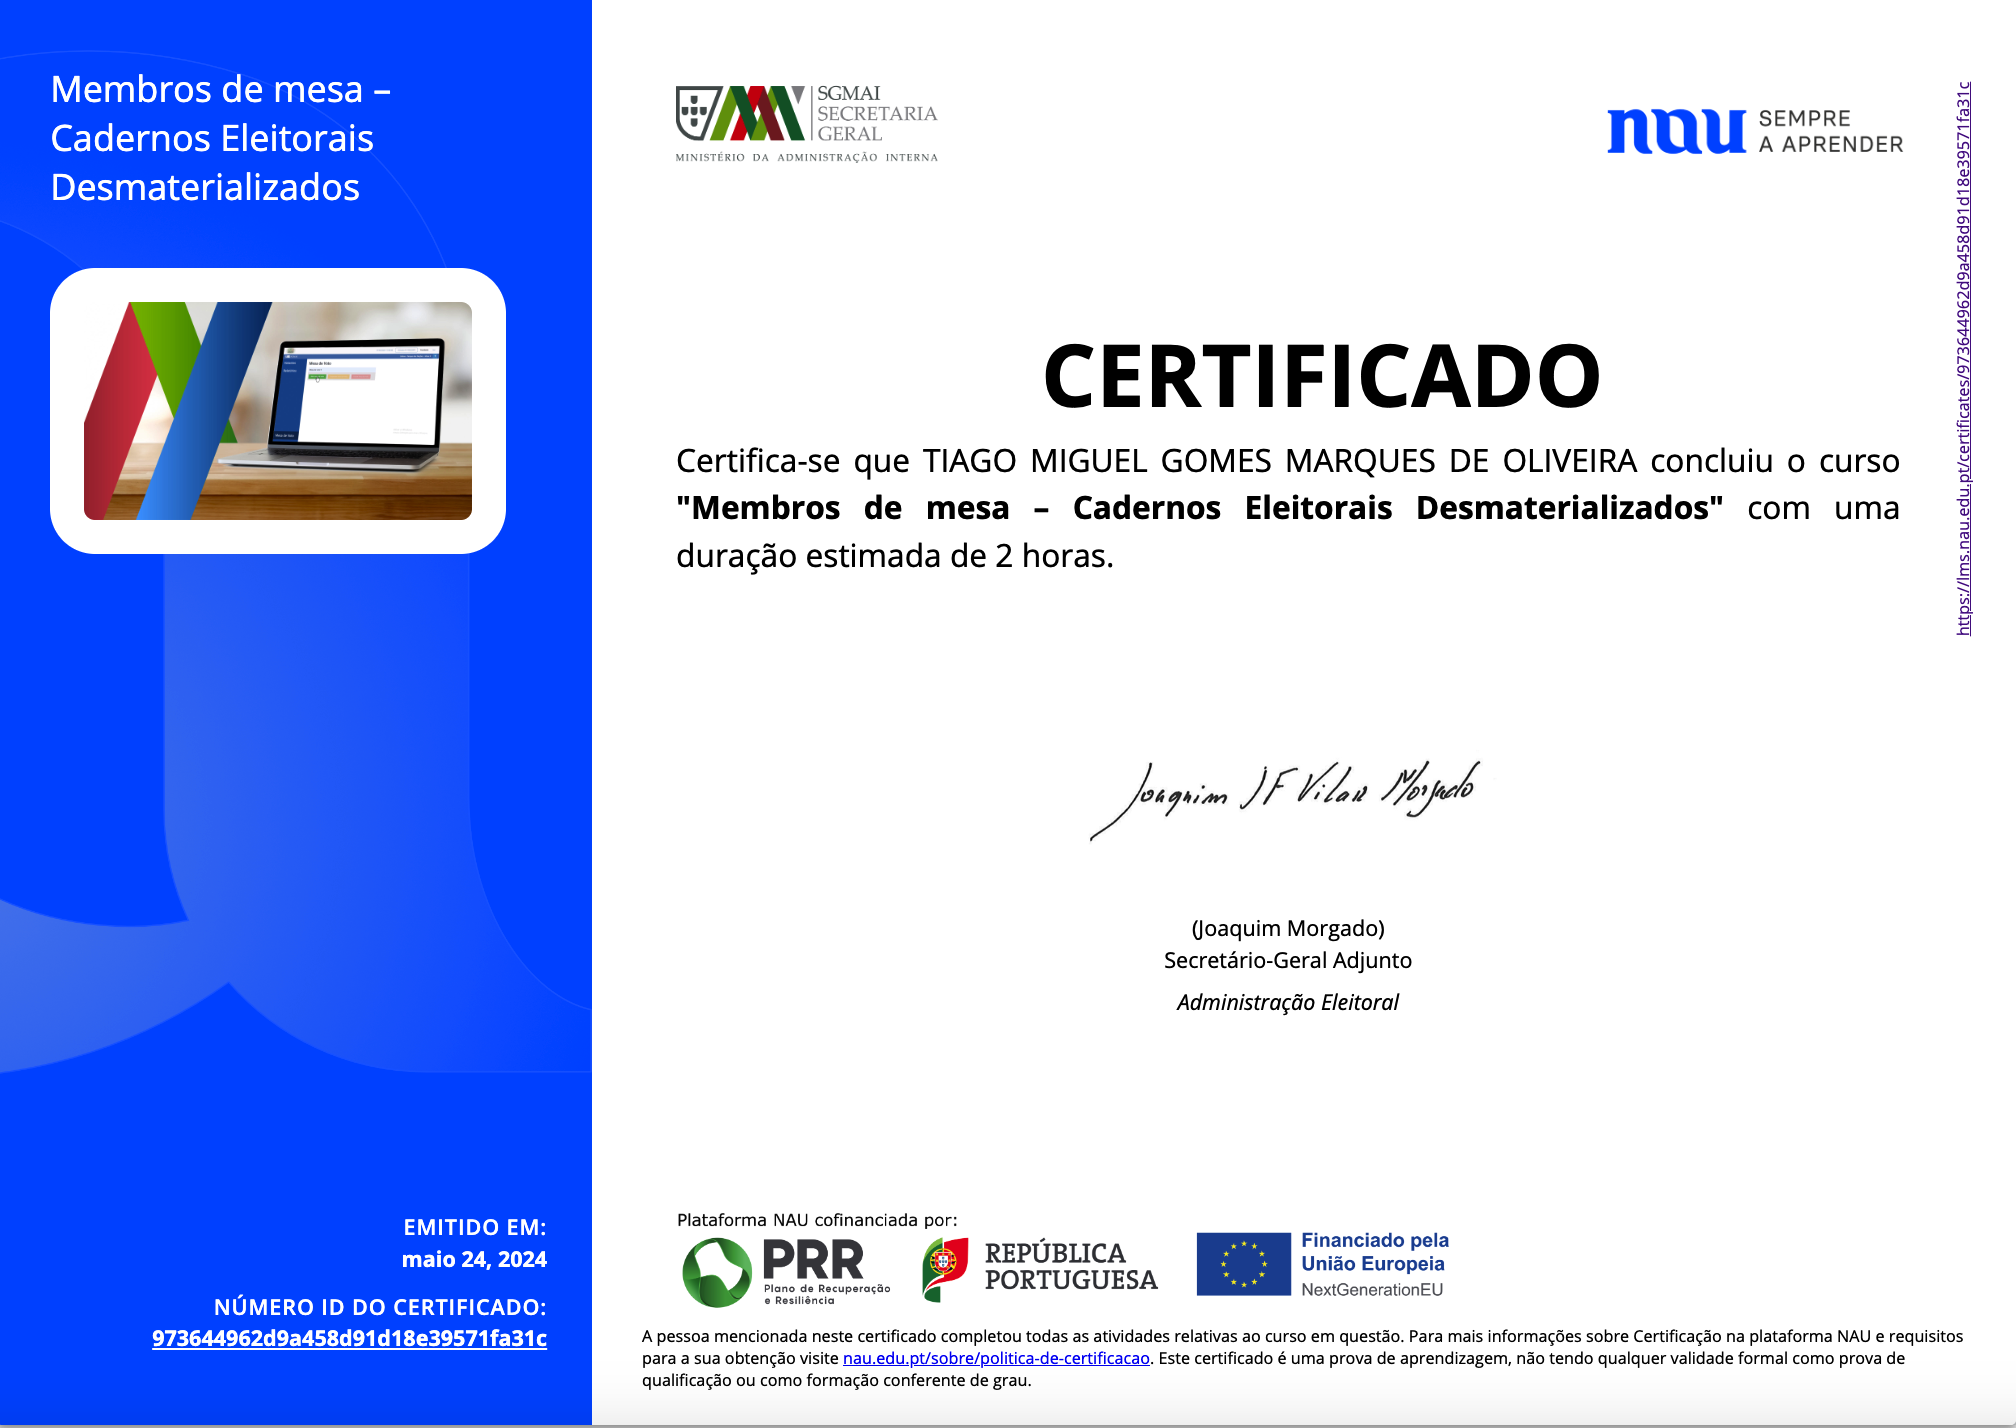 Membros de mesa –
Cadernos Eleitorais
Desmaterializados
EMITIDO EM:
maio 24, 2024
NÚMERO ID DO CERTIFICADO:
973644962d9a458d91d18e39571fa31c
SGMAI
SECRETARIA
GERAL
MINISTÉRIO DA ADMINISTRAÇÃO INTERNA
nau SEMPRE
A APRENDER
https://lms.nau.edu.pt/certificates/973644962d9a458d91d18e39571fa31c
CERTIFICADO
Certifica-se que TIAGO MIGUEL GOMES MARQUES DE OLIVEIRA concluiu o curso
"Membros de mesa – Cadernos Eleitorais Desmaterializados" com uma
duração estimada de 2 horas.
Joaquim JF Vilar Morgado
(Joaquim Morgado)
Secretário-Geral Adjunto
Administração Eleitoral
Plataforma NAU cofinanciada por:
PRR
Plano de Recuperação
e Resiliência
REPÚBLICA
PORTUGUESA
Financiado pela
União Europeia
NextGenerationEU
A pessoa mencionada neste certificado completou todas as atividades relativas ao curso em questão. Para mais informações sobre Certificação na plataforma NAU e requisitos
para a sua obtenção visite nau.edu.pt/sobre/politica-de-certificacao. Este certificado é uma prova de aprendizagem, não tendo qualquer validade formal como prova de
qualificação ou como formação conferente de grau.